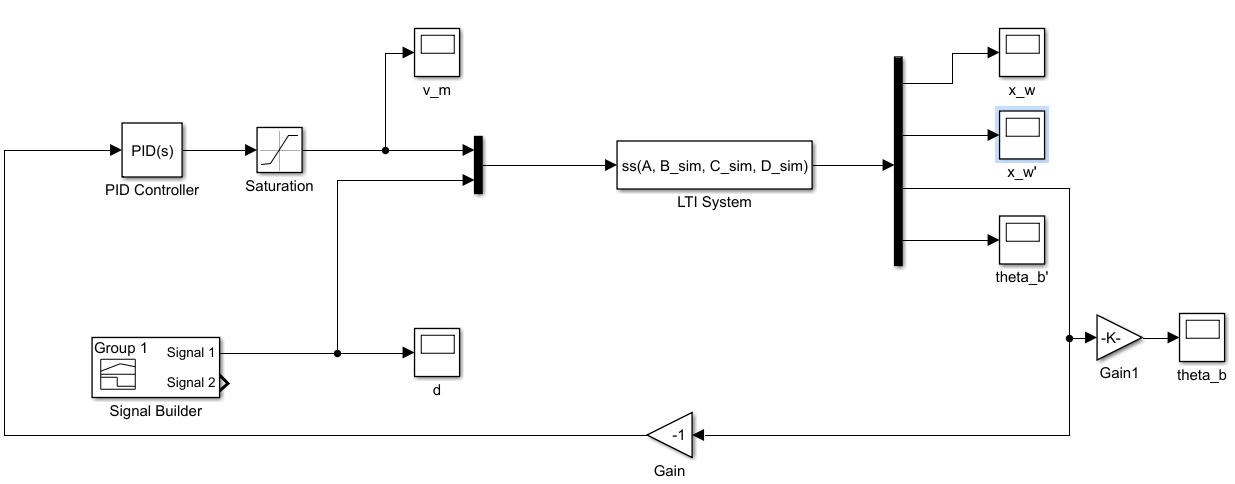 v_m
x_w
PID(s)
PID Controller
Saturation
ss(A, B_sim, C_sim, D_sim)
LTI System
x_w'
theta_b'
Group 1
Signal 1
Signal 2
Signal Builder
d
-K-
Gain1
theta_b
-1
Gain